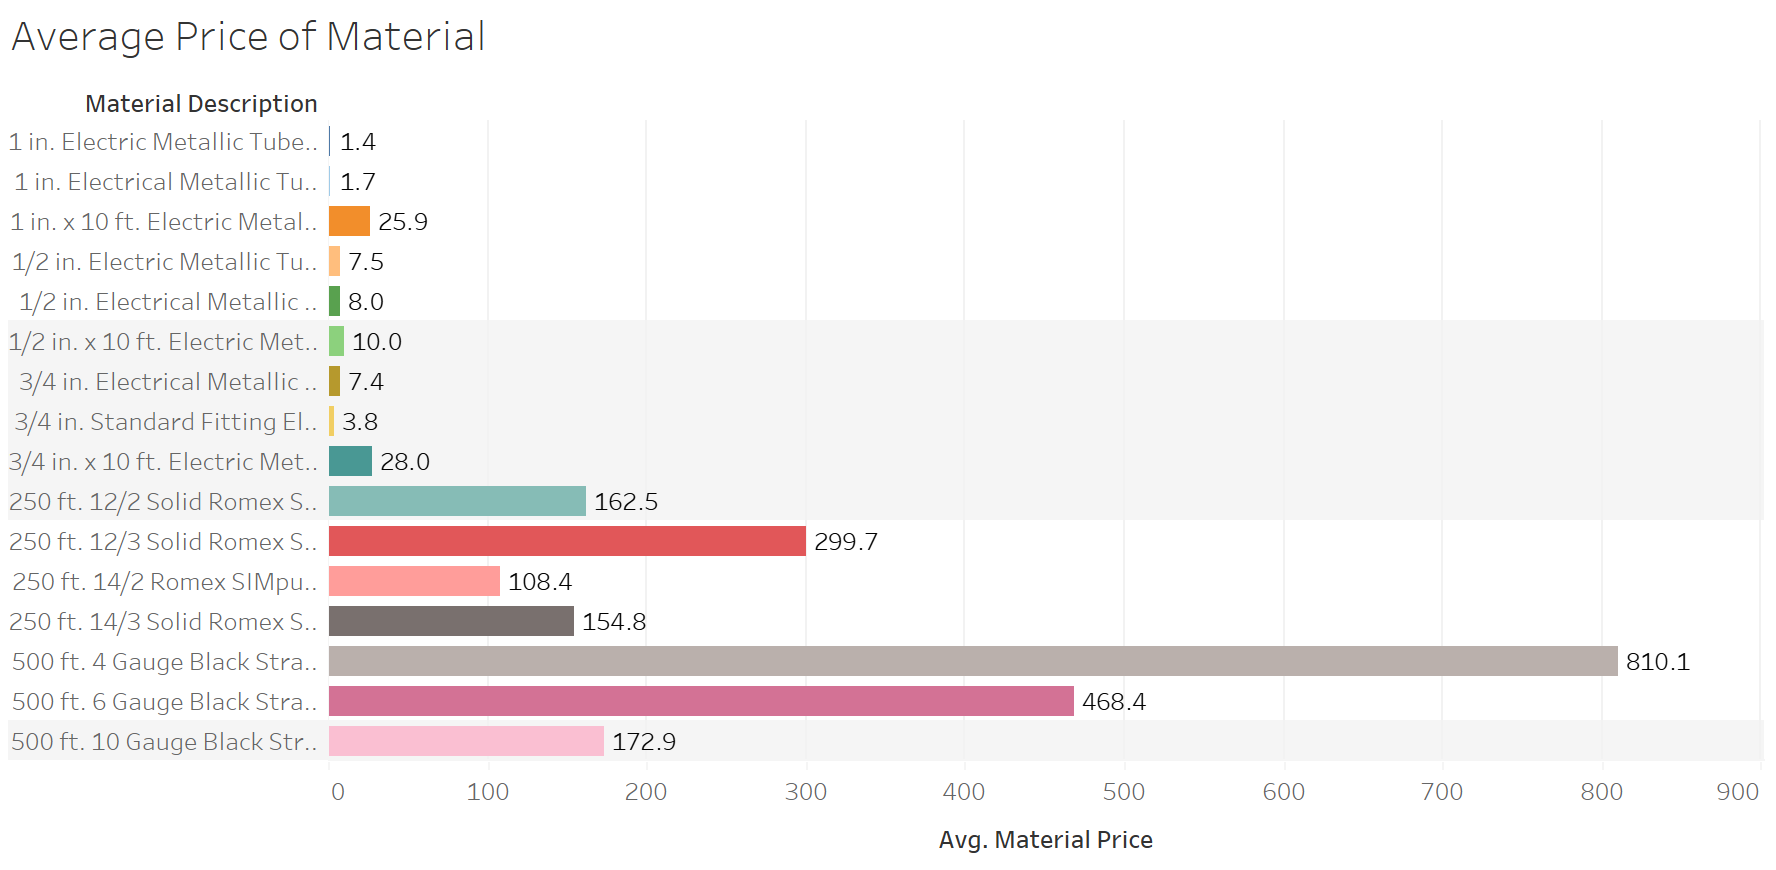 Average Price of Material
Material Description
1 in. Electric Metallic Tube.. 1.4
1 in. Electrical Metallic Tu.. 1.7
1 in. x 10 ft. Electric Metal.. 25.9
1/2 in. Electric Metallic Tu.. 7.5
1/2 in. Electrical Metallic .. 8.0
1/2 in. x 10 ft. Electric Met.. 10.0
3/4 in. Electrical Metallic .. 7.4
3/4 in. Standard Fitting El.. 3.8
3/4 in. x 10 ft. Electric Met.. 28.0
250 ft. 12/2 Solid Romex S.. 162.5
250 ft. 12/3 Solid Romex S.. 299.7
250 ft. 14/2 Romex SIMpu.. 108.4
250 ft. 14/3 Solid Romex S.. 154.8
500 ft. 4 Gauge Black Stra.. 810.1
500 ft. 6 Gauge Black Stra.. 468.4
500 ft. 10 Gauge Black Str.. 172.9
0 100 200 300 400 500 600 700 800 900
Avg. Material Price